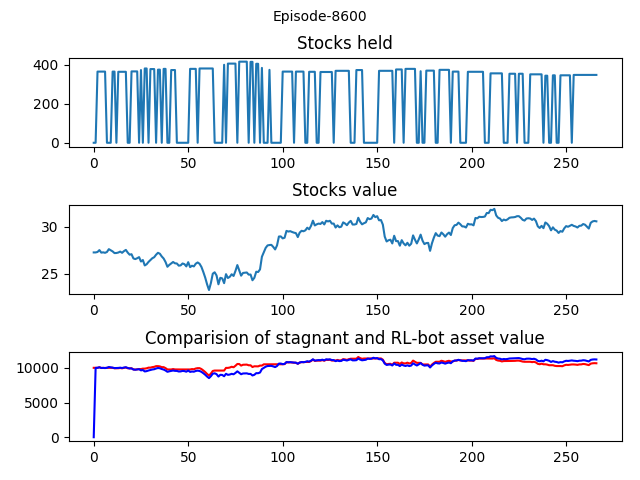 Episode-8600
Stocks held
400
200
0
0 50 100 150 200 250
Stocks value
30
25
0 50 100 150 200 250
Comparision of stagnant and RL-bot asset value
10000
5000
0
0 50 100 150 200 250